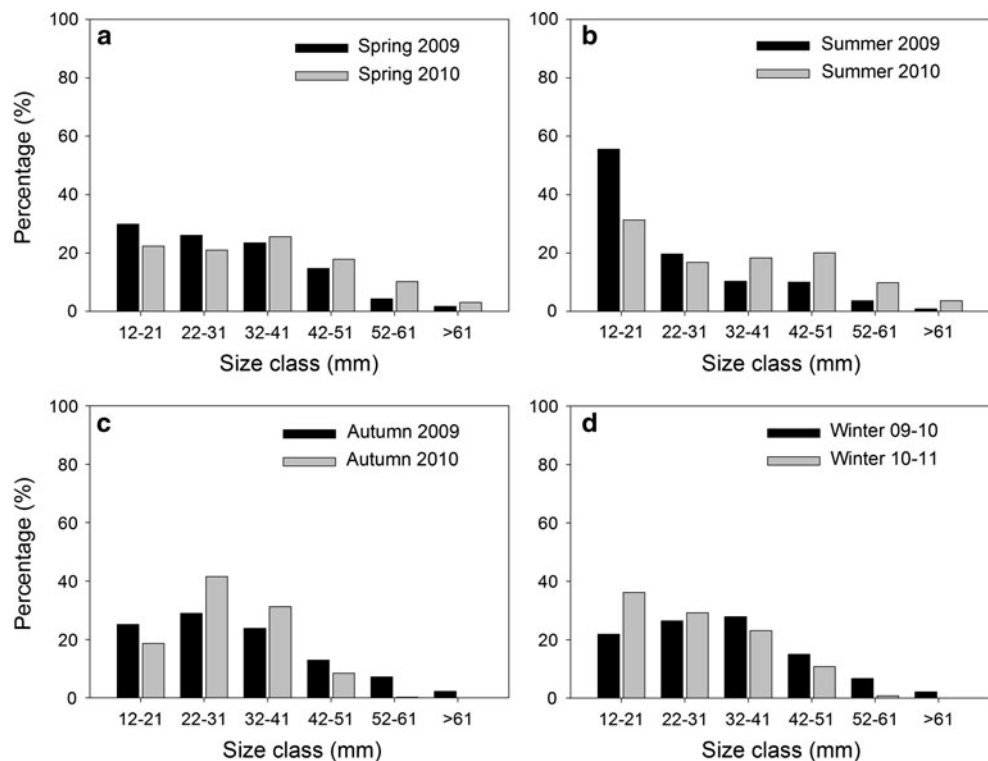 a
Spring 2009
Spring 2010
Percentage (%)
100
80
60
40
20
0
12-21 22-31 32-41 42-51 52-61 >61
Size class (mm)
b
Summer 2009
Summer 2010
100
80
60
40
20
0
12-21 22-31 32-41 42-51 52-61 >61
Size class (mm)
c
Autumn 2009
Autumn 2010
Percentage (%)
100
80
60
40
20
0
12-21 22-31 32-41 42-51 52-61 >61
Size class (mm)
d
Winter 09-10
Winter 10-11
100
80
60
40
20
0
12-21 22-31 32-41 42-51 52-61 >61
Size class (mm)